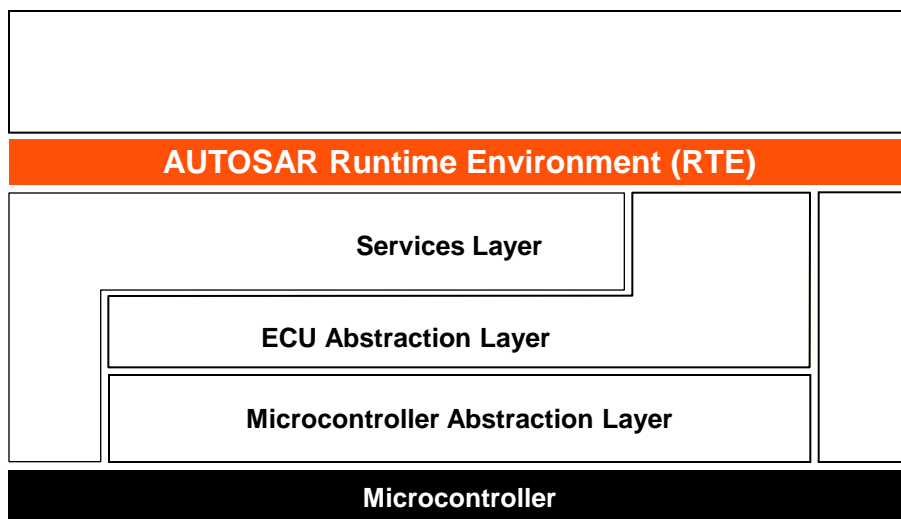 AUTOSAR Runtime Environment (RTE)
Services Layer
ECU Abstraction Layer
Microcontroller Abstraction Layer
Microcontroller